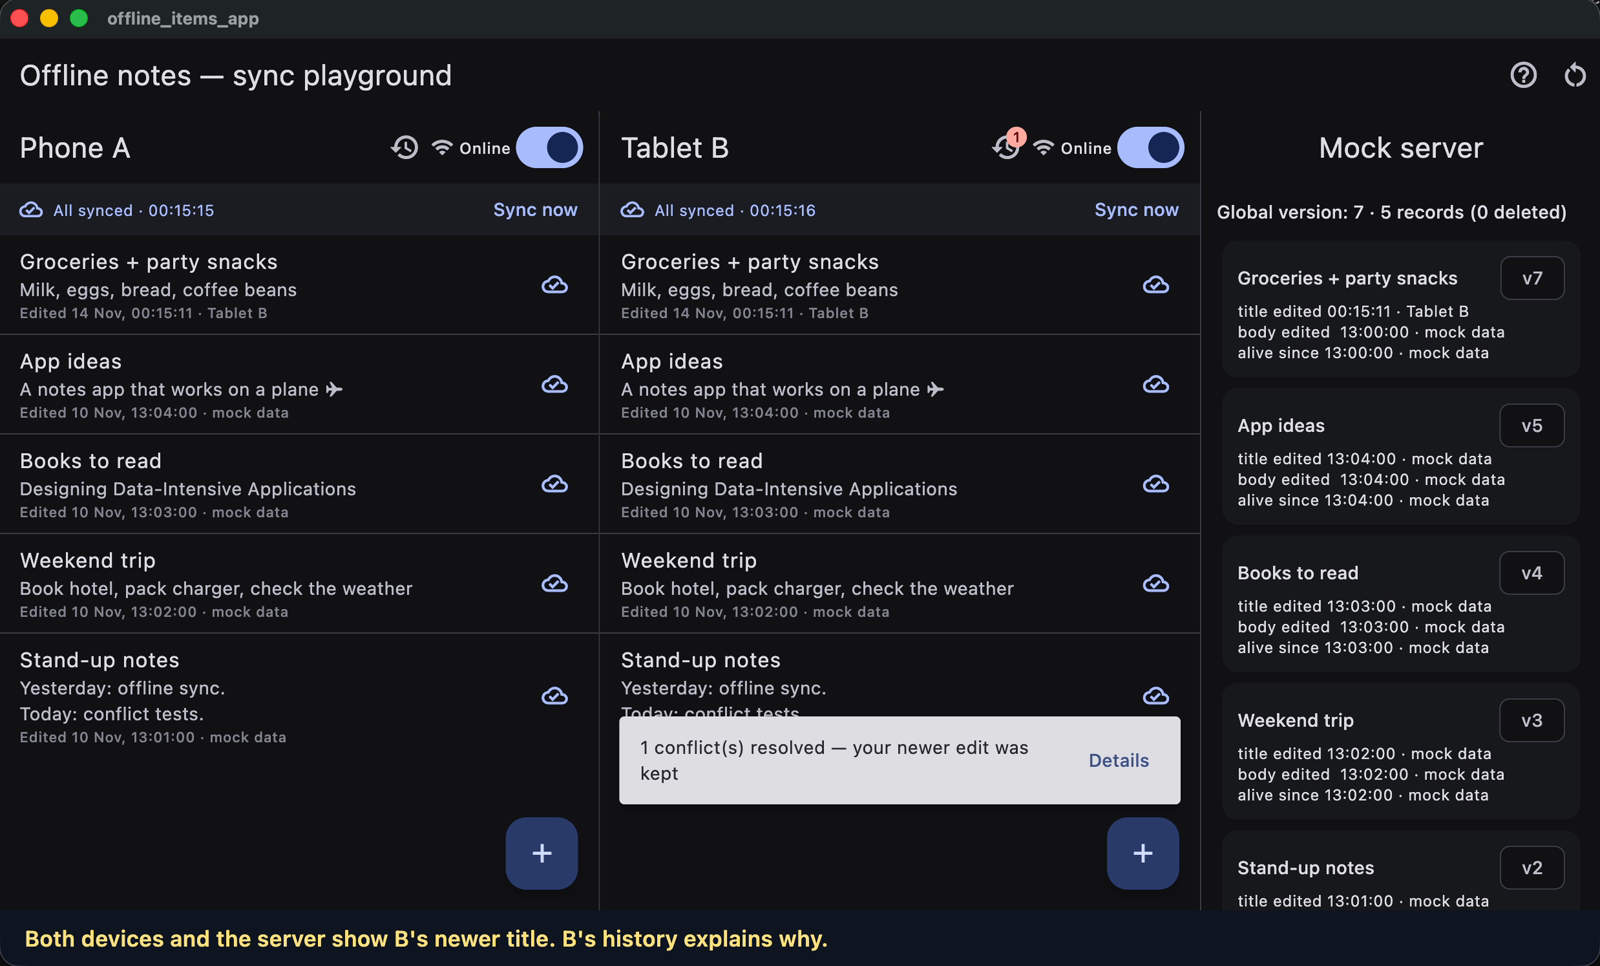 offline_items_app
Offline notes — sync playground
Phone A
Online
All synced · 00:15:15
Sync now
Groceries + party snacks
Milk, eggs, bread, coffee beans
Edited 14 Nov, 00:15:11 · Tablet B
App ideas
A notes app that works on a plane ✈
Edited 10 Nov, 13:04:00 · mock data
Books to read
Designing Data-Intensive Applications
Edited 10 Nov, 13:03:00 · mock data
Weekend trip
Book hotel, pack charger, check the weather
Edited 10 Nov, 13:02:00 · mock data
Stand-up notes
Yesterday: offline sync.
Today: conflict tests.
Edited 10 Nov, 13:01:00 · mock data
+
Tablet B
1
Online
All synced · 00:15:16
Sync now
Groceries + party snacks
Milk, eggs, bread, coffee beans
Edited 14 Nov, 00:15:11 · Tablet B
App ideas
A notes app that works on a plane ✈
Edited 10 Nov, 13:04:00 · mock data
Books to read
Designing Data-Intensive Applications
Edited 10 Nov, 13:03:00 · mock data
Weekend trip
Book hotel, pack charger, check the weather
Edited 10 Nov, 13:02:00 · mock data
Stand-up notes
Yesterday: offline sync.
Today: conflict tests
1 conflict(s) resolved — your newer edit was
kept
Details
+
Mock server
Global version: 7 · 5 records (0 deleted)
Groceries + party snacks
v7
title edited 00:15:11 · Tablet B
body edited 13:00:00 · mock data
alive since 13:00:00 · mock data
App ideas
v5
title edited 13:04:00 · mock data
body edited 13:04:00 · mock data
alive since 13:04:00 · mock data
Books to read
v4
title edited 13:03:00 · mock data
body edited 13:03:00 · mock data
alive since 13:03:00 · mock data
Weekend trip
v3
title edited 13:02:00 · mock data
body edited 13:02:00 · mock data
alive since 13:02:00 · mock data
Stand-up notes
v2
title edited 13:01:00 · mock data
Both devices and the server show B's newer title. B's history explains why.